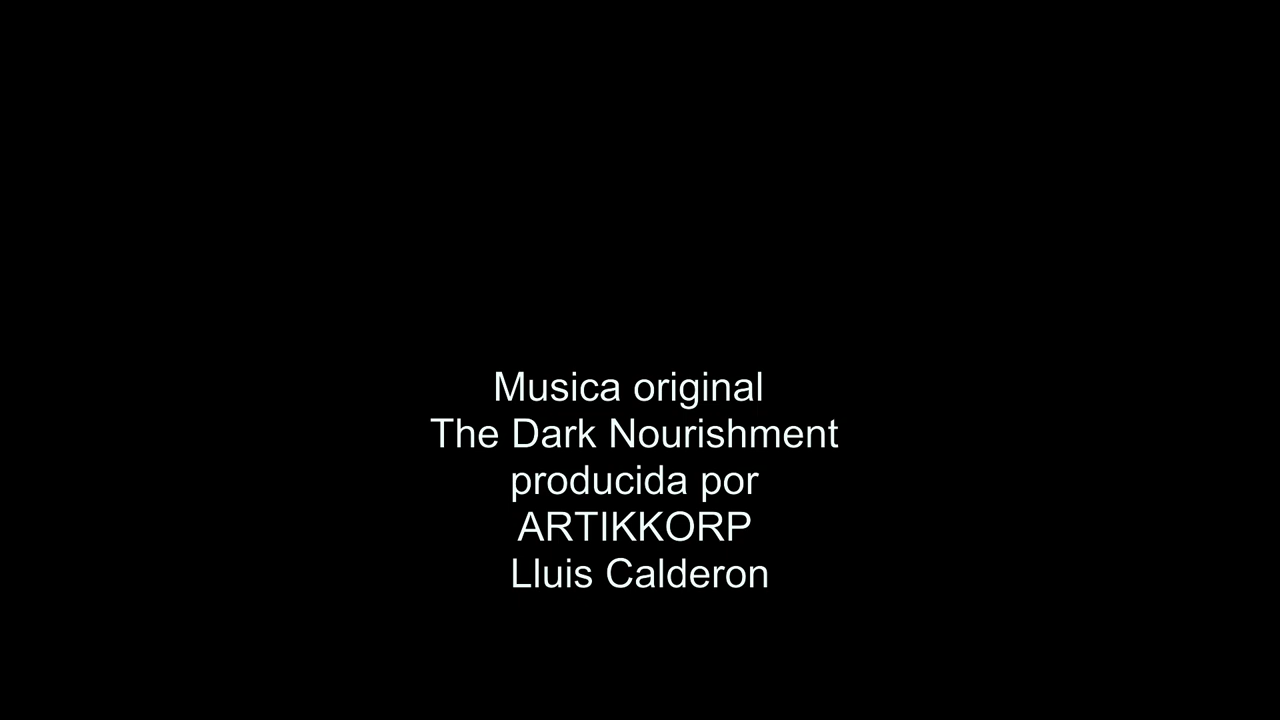 Musica original
The Dark Nourishment
producida por
ARTIKKORP
Lluis Calderon